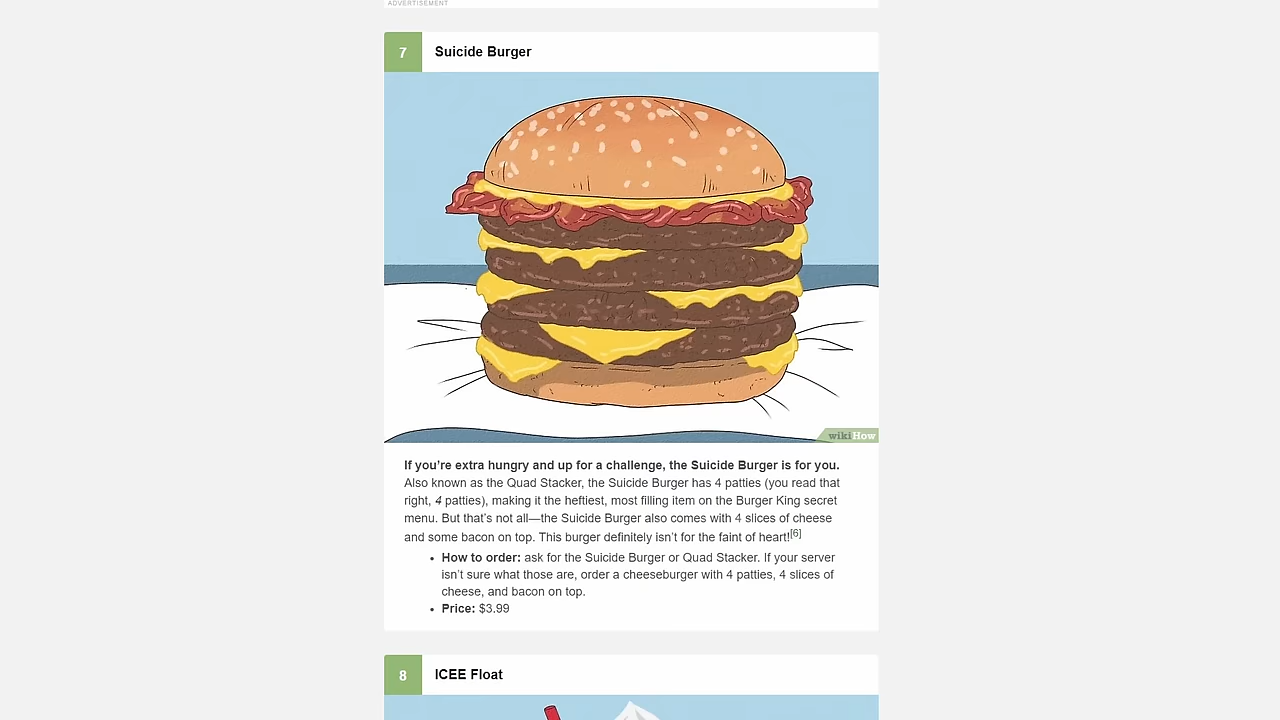 ADVERTISEMENT
7 Suicide Burger
wikiHow
If you’re extra hungry and up for a challenge, the Suicide Burger is for you.
Also known as the Quad Stacker, the Suicide Burger has 4 patties (you read that
right, 4 patties), making it the heftiest, most filling item on the Burger King secret
menu. But that’s not all—the Suicide Burger also comes with 4 slices of cheese
and some bacon on top. This burger definitely isn’t for the faint of heart![6]
• How to order: ask for the Suicide Burger or Quad Stacker. If your server
isn’t sure what those are, order a cheeseburger with 4 patties, 4 slices of
cheese, and bacon on top.
• Price: $3.99
8 ICEE Float